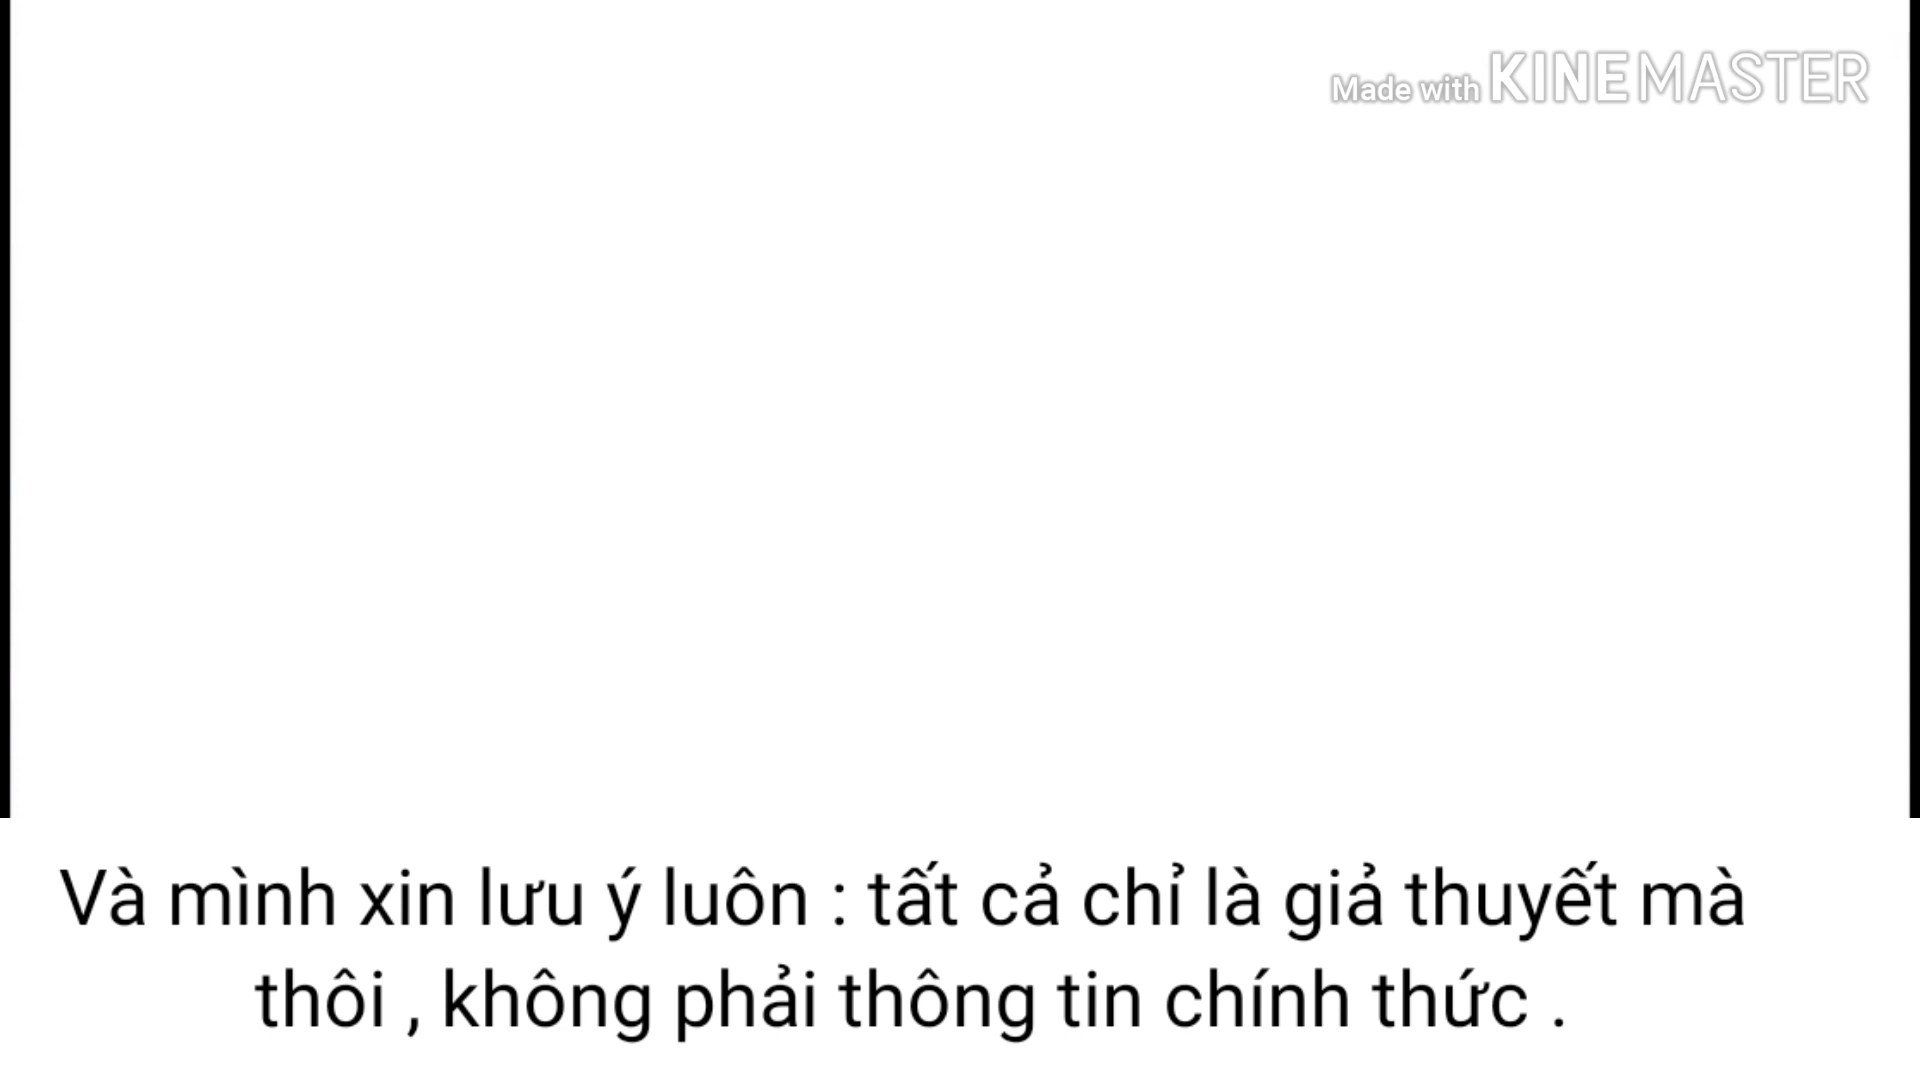 Made with KINEMASTER
Và mình xin lưu ý luôn : tất cả chỉ là giả thuyết mà
thôi , không phải thông tin chính thức .